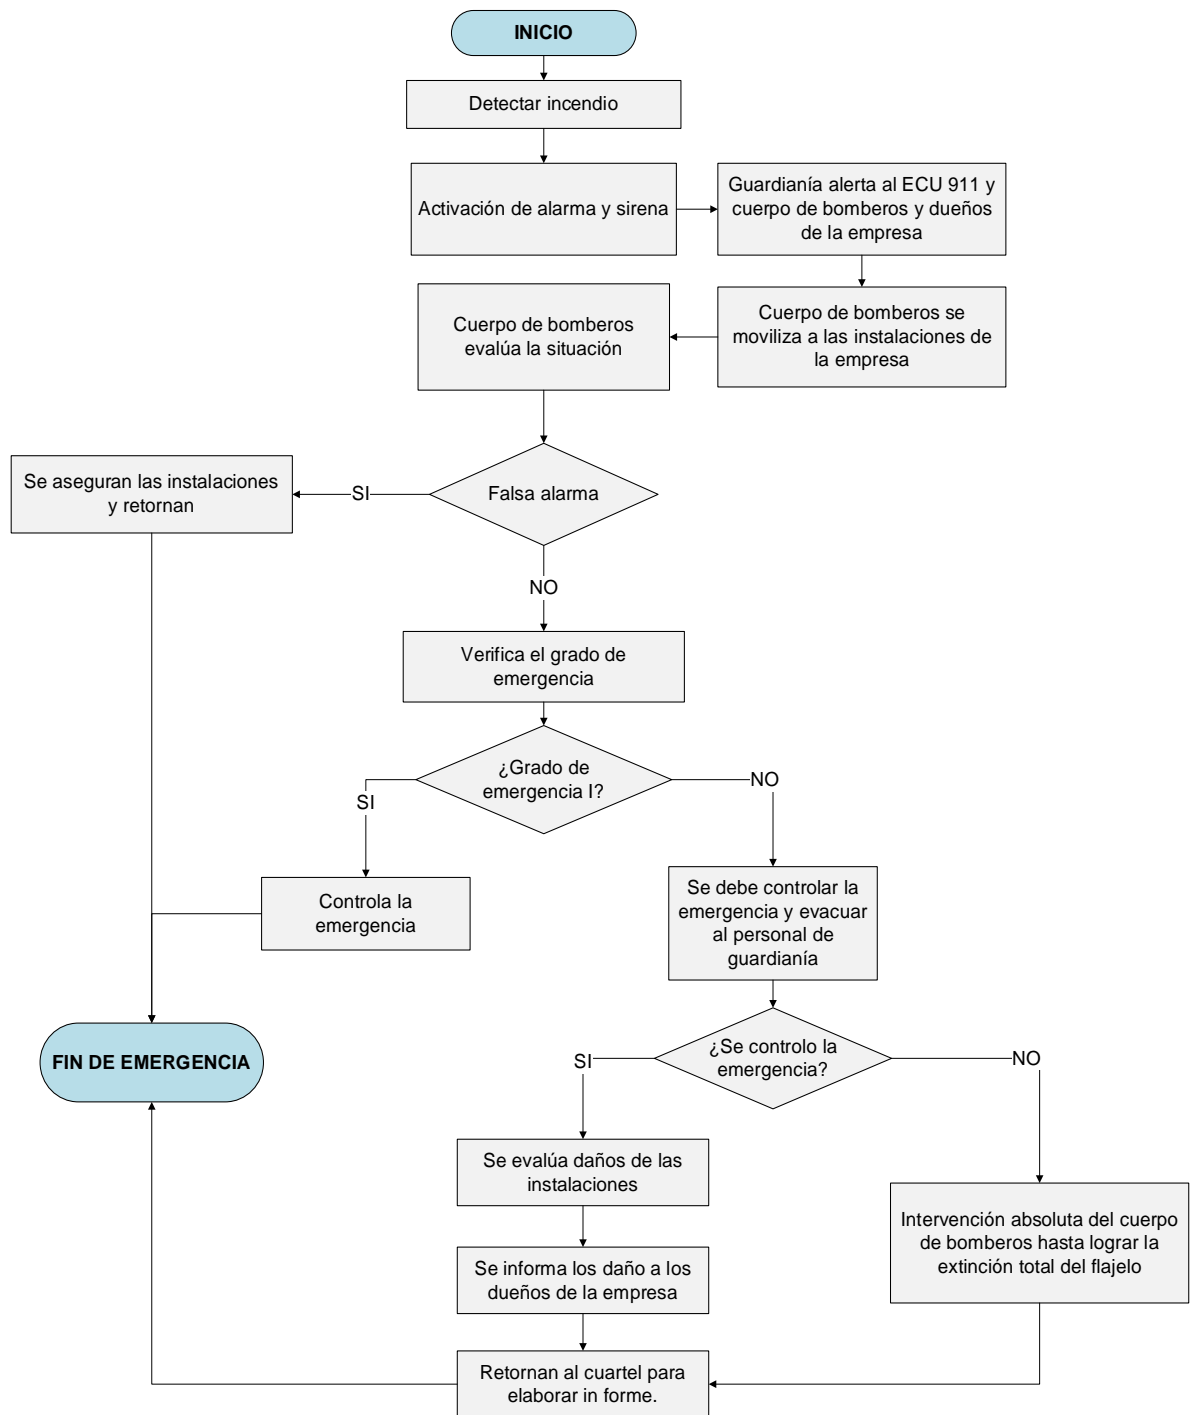 INICIO
Detectar incendio
Activación de alarma y sirena
Guardianía alerta al ECU 911 y
cuerpo de bomberos y dueños
de la empresa
Cuerpo de bomberos se
moviliza a las instalaciones de
la empresa
Cuerpo de bomberos
evalúa la situación
Falsa alarma
SI
Se aseguran las instalaciones
y retornan
NO
Verifica el grado de
emergencia
¿Grado de
emergencia I?
SI
NO
Controla la
emergencia
Se debe controlar la
emergencia y evacuar
al personal de
guardianía
¿Se controlo la
emergencia?
SI
NO
FIN DE EMERGENCIA
Se evalúa daños de las
instalaciones
Intervención absoluta del cuerpo
de bomberos hasta lograr la
extinción total del flajelo
Se informa los daño a los
dueños de la empresa
Retornan al cuartel para
elaborar in forme.